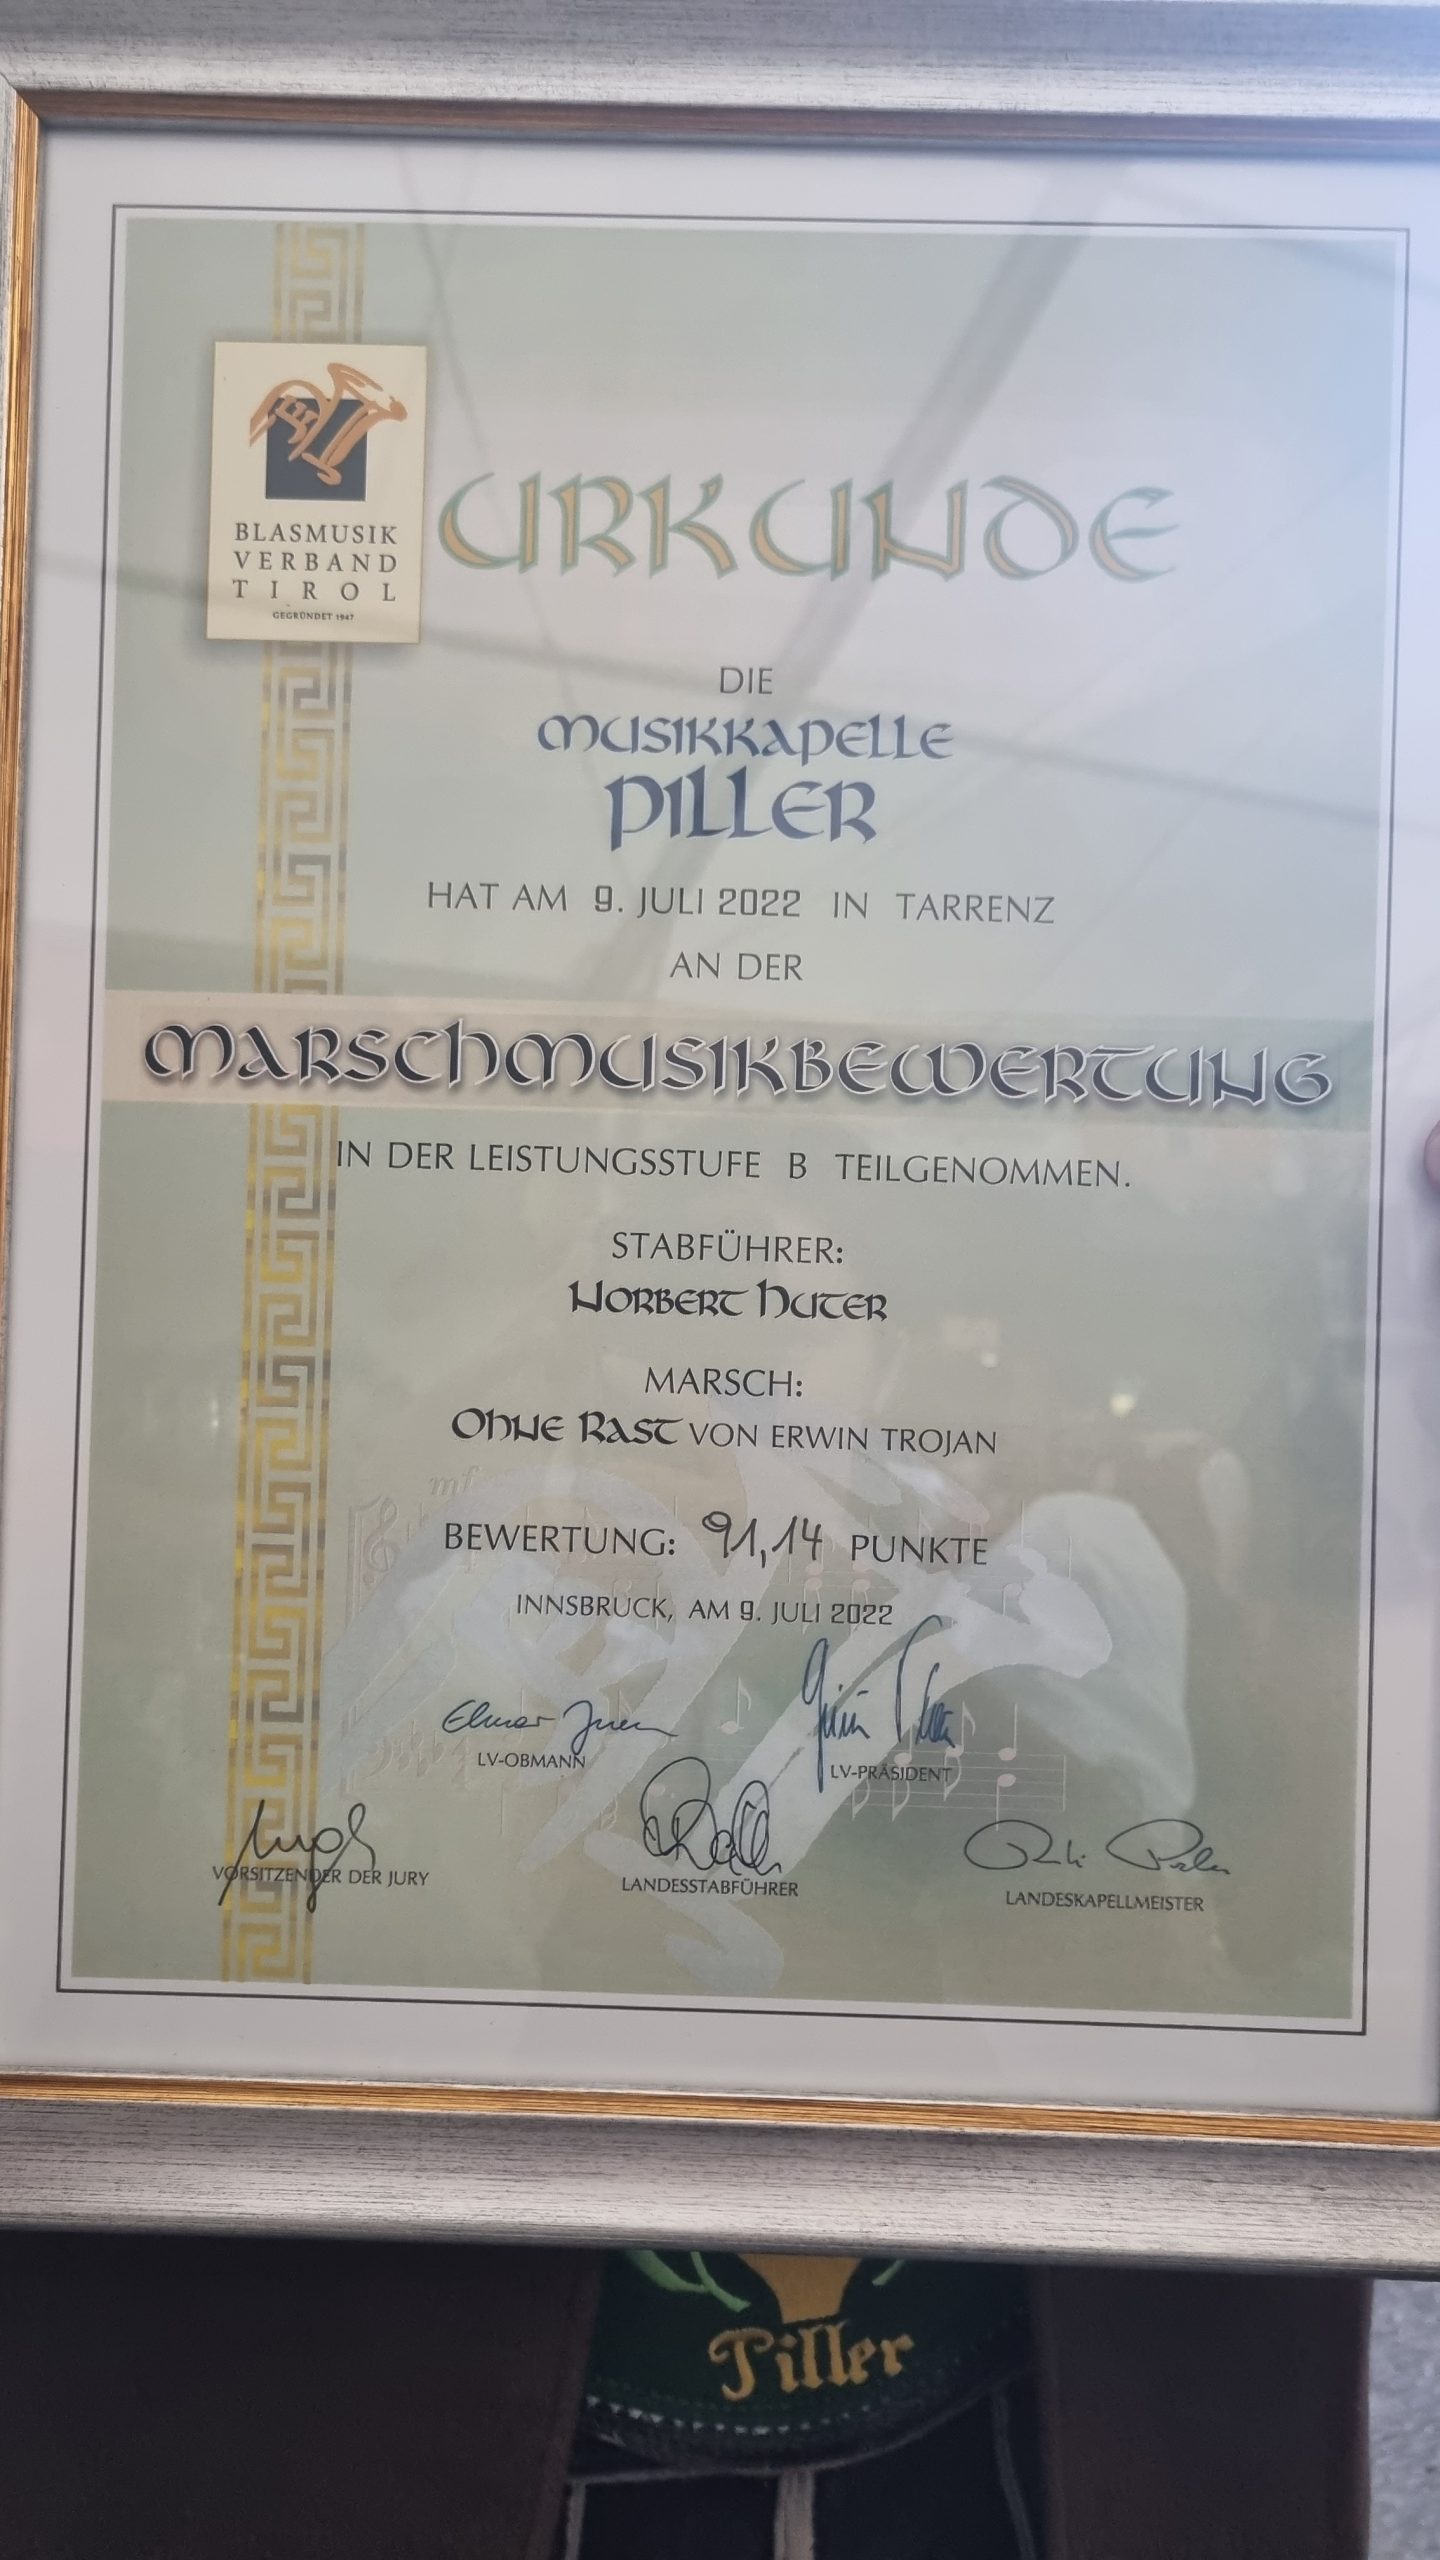 BLASMUSIK
VERBAND
TIROL
GEGRÜNDET 1947
URKUNDE
DIE
MUSIKKAPELLE
PILLER
HAT AM 9. JULI 2022 IN TARRENZ
AN DER
MARSCHMUSIKBEWERTUNG
IN DER LEISTUNGSSTUFE B TEILGENOMMEN.
STABFÜHRER:
NORBERT HUTER
MARSCH:
OHNE RAST VON ERWIN TROJAN
BEWERTUNG: 91,14 PUNKTE
INNSBRUCK, AM 9. JULI 2022
Elmar
LV-OBMANN
LV-PRÄSIDENT
VORSITZENDER DER JURY
LANDESSTABFÜHRER
LANDESKAPELLMEISTER
mf
Piller